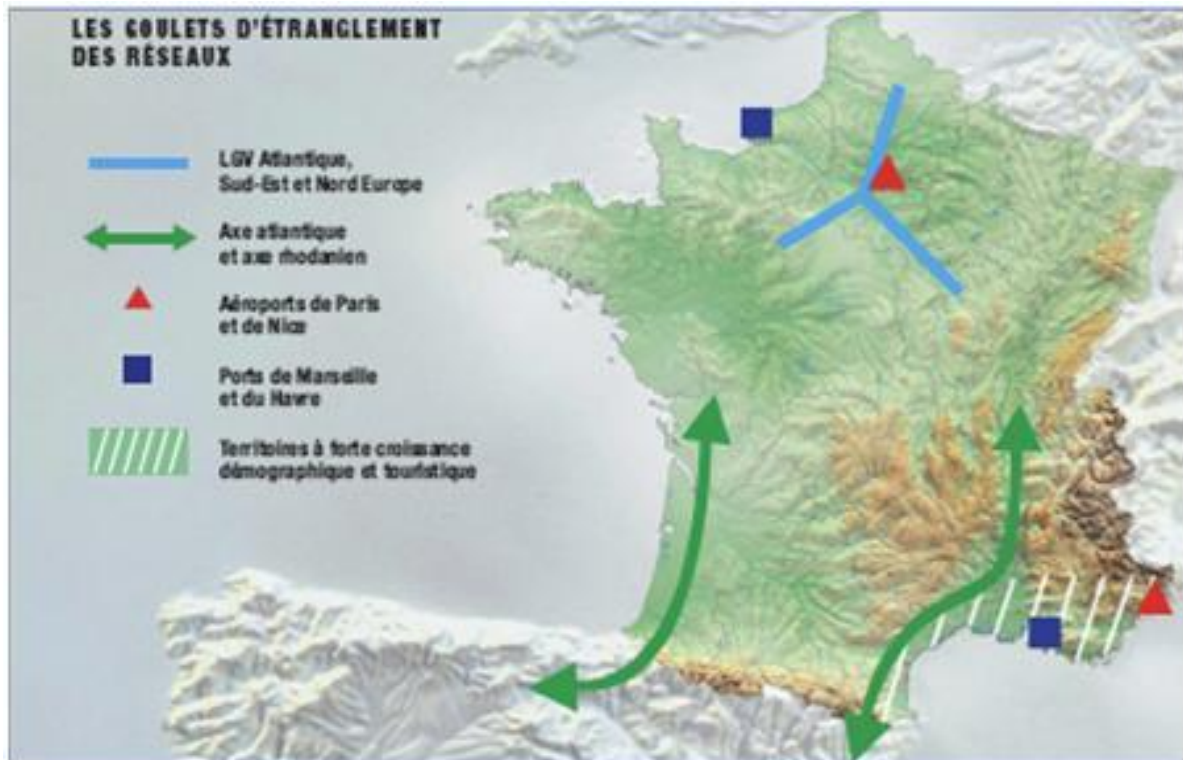 LES GOULETS D'ÉTRANGLEMENT
DES RÉSEAUX
LGV Atlantique,
Sud-Est et Nord Europe
Axe atlantique
et axe rhodanien
Aéroports de Paris
et de Nice
Ports de Marseille
et du Havre
Territoires à forte croissance
démographique et touristique